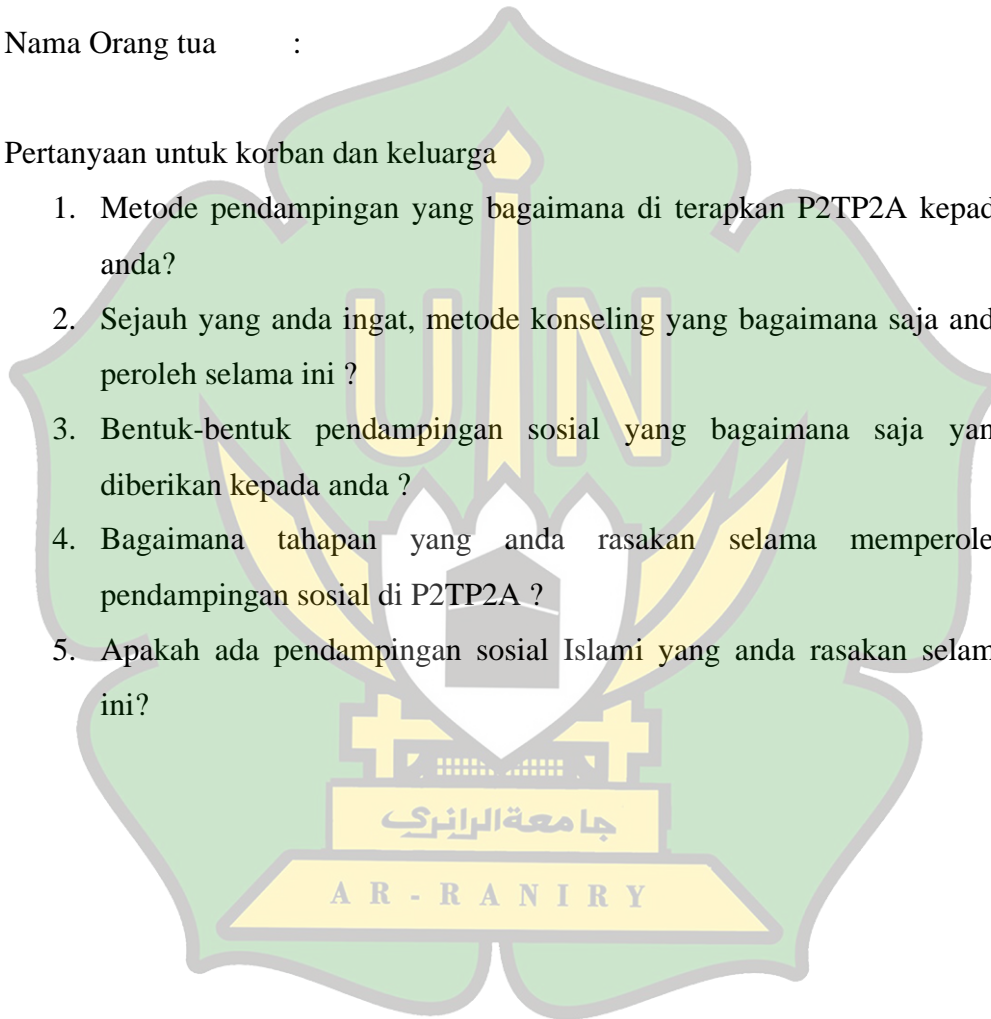 Nama Orang tua :
Pertanyaan untuk korban dan keluarga
1. Metode pendampingan yang bagaimana di terapkan P2TP2A kepad
anda?
2. Sejauh yang anda ingat, metode konseling yang bagaimana saja and
peroleh selama ini ?
3. Bentuk-bentuk pendampingan sosial yang bagaimana saja yan
diberikan kepada anda ?
4. Bagaimana tahapan yang anda rasakan selama memperole
pendampingan sosial di P2TP2A ?
5. Apakah ada pendampingan sosial Islami yang anda rasakan selam
ini?
UIN
جامعة الرانري
AR-RANIRY